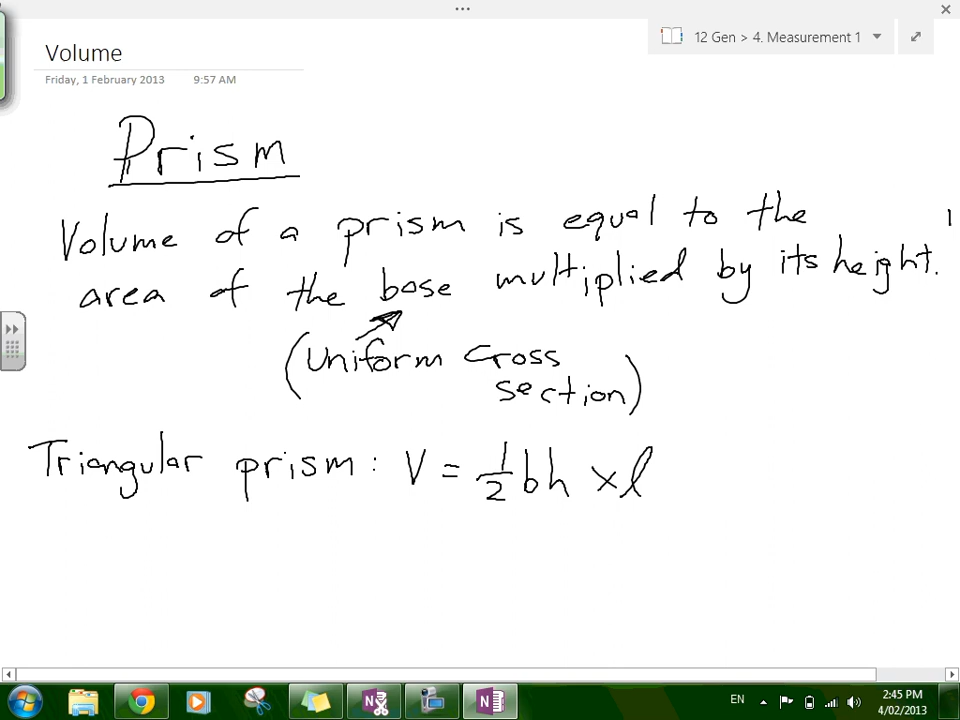 Volume
12 Gen > 4. Measurement 1
Friday, 1 February 2013 9:57 AM
Prism
Volume of a prism is equal to the
area of the base multiplied by its height.
(Uniform cross
section)
Triangular prism: V = 1/2 bh × l
EN 2:45 PM
4/02/2013